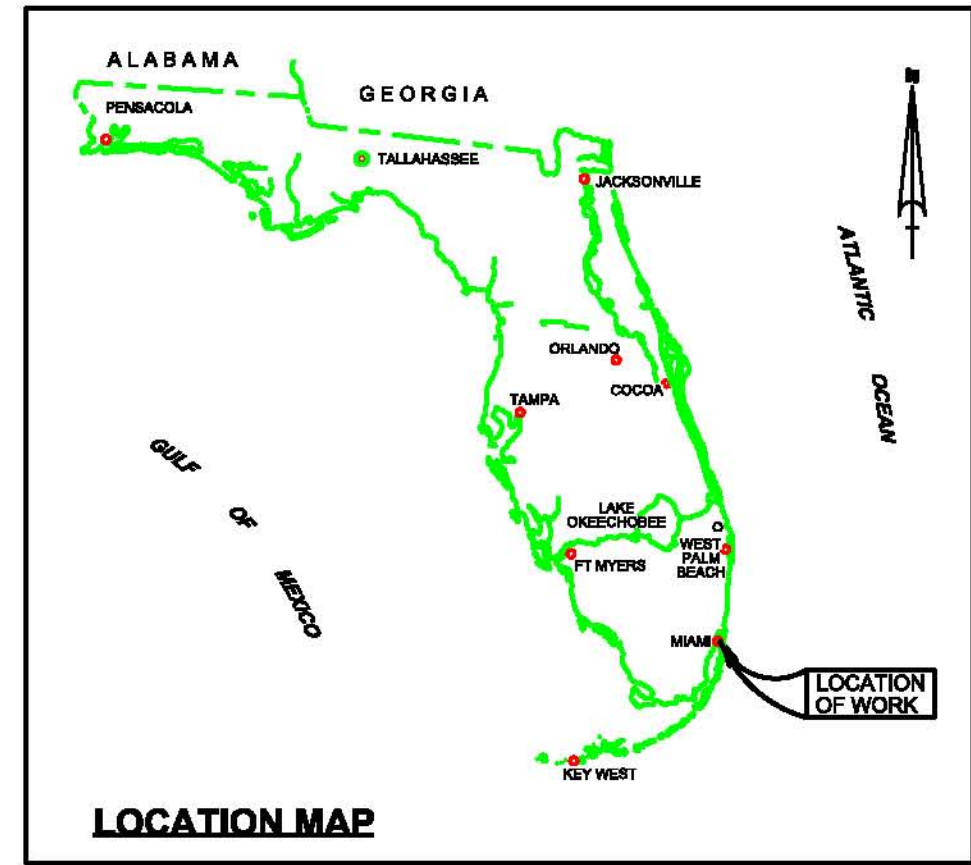 ALABAMA
GEORGIA
N
PENSACOLA
TALLAHASSEE
JACKSONVILLE
ATLANTIC
OCEAN
ORLANDO
COCOA
TAMPA
GULF
OF
MEXICO
LAKE
OKEECHOBEE
WEST
PALM
BEACH
FT MYERS
MIAMI
LOCATION
OF WORK
KEY WEST
LOCATION MAP